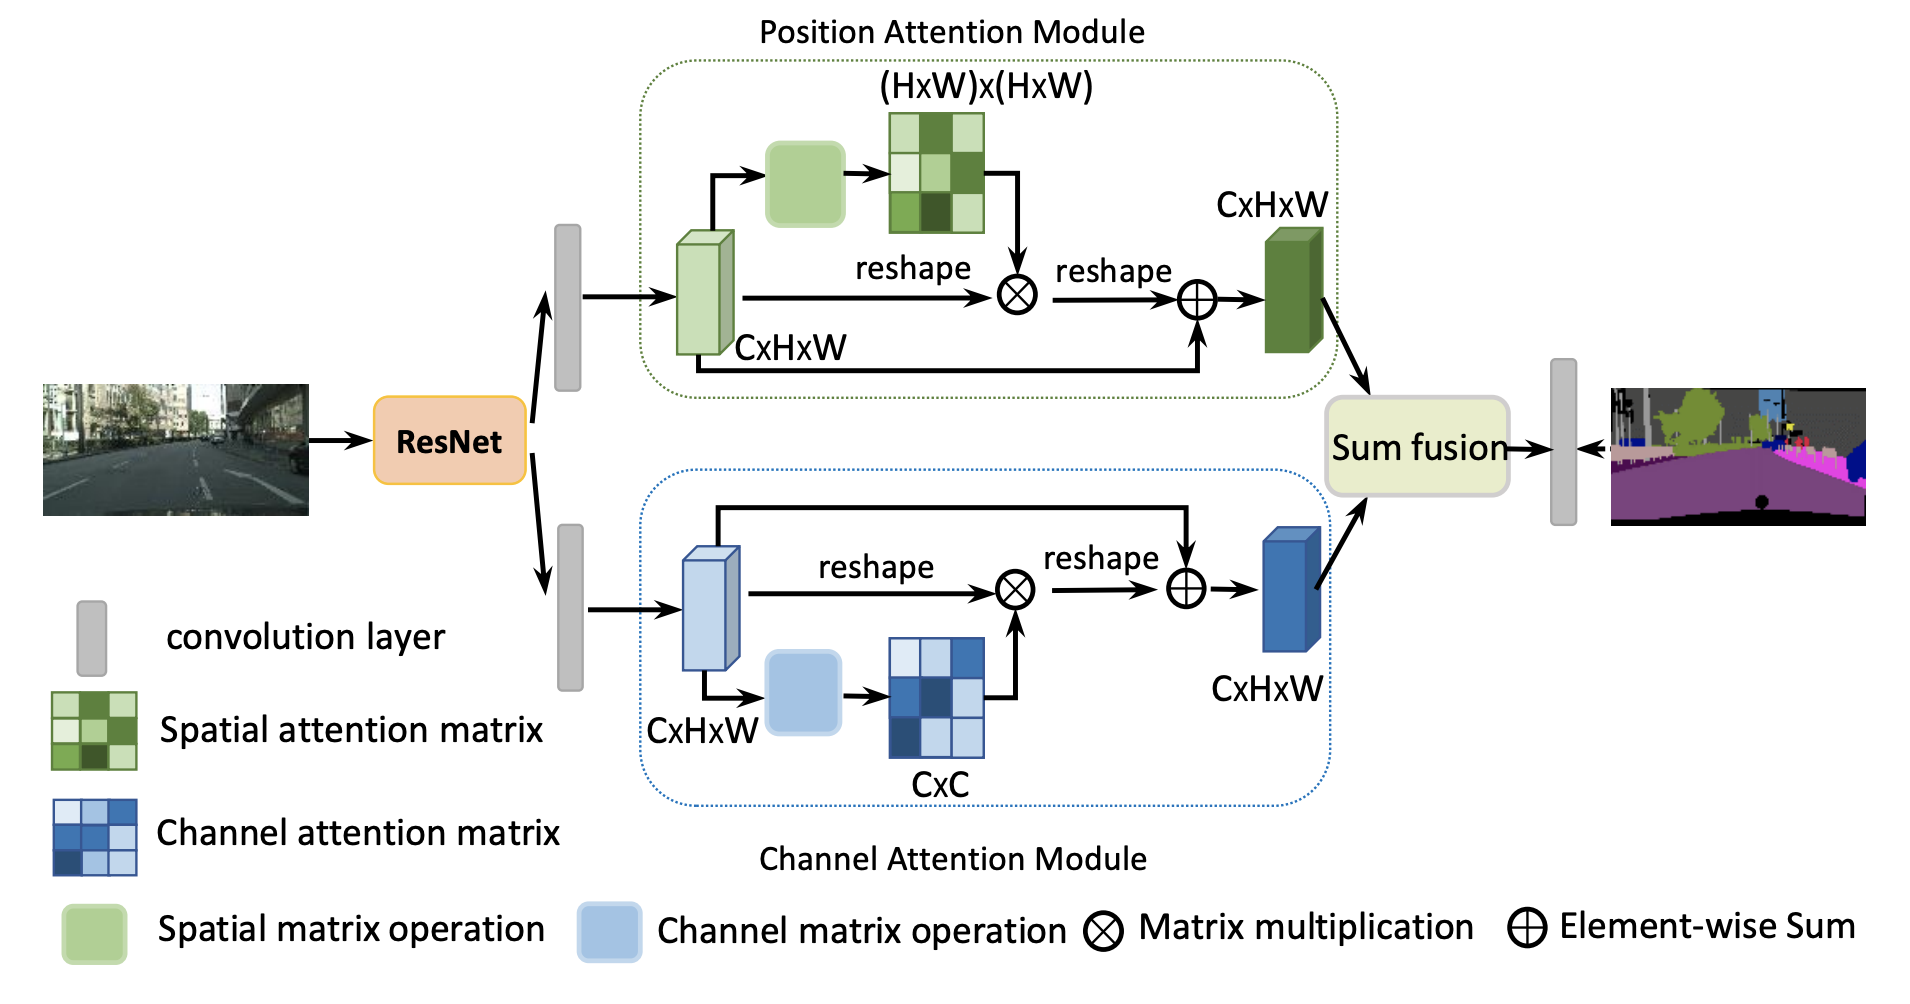 Position Attention Module
(HxW)x(HxW)
CxHxW
reshape
reshape
CxHxW
ResNet
Sum fusion
reshape
reshape
convolution layer
CxHxW
CxHxW
Spatial attention matrix
CxC
Channel attention matrix
Channel Attention Module
Spatial matrix operation
Channel matrix operation
Matrix multiplication
Element-wise Sum